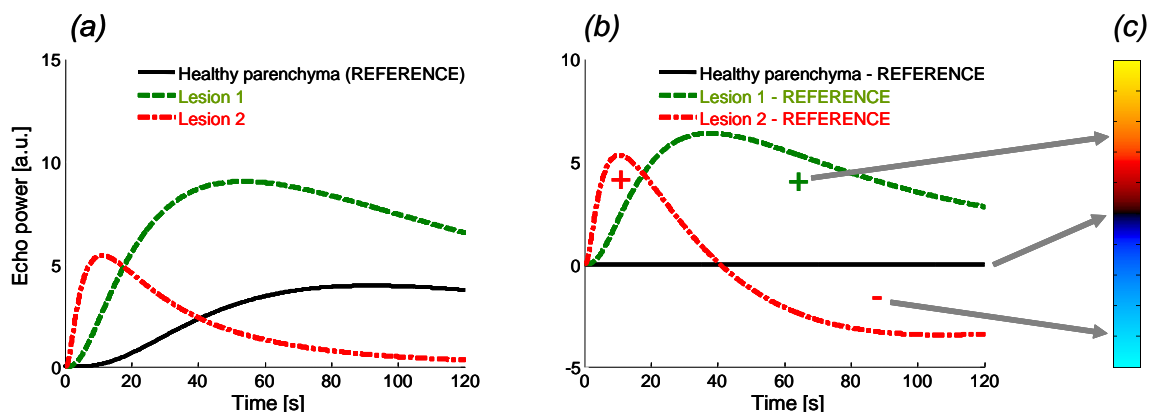 (a)
15
10
5
0
Echo power [a.u.]
Healthy parenchyma (REFERENCE)
Lesion 1
Lesion 2
0 20 40 60 80 100 120
Time [s]
(b)
10
5
0
-5
Healthy parenchyma - REFERENCE
Lesion 1 - REFERENCE
Lesion 2 - REFERENCE
+
+
-
0 20 40 60 80 100 120
Time [s]
(c)